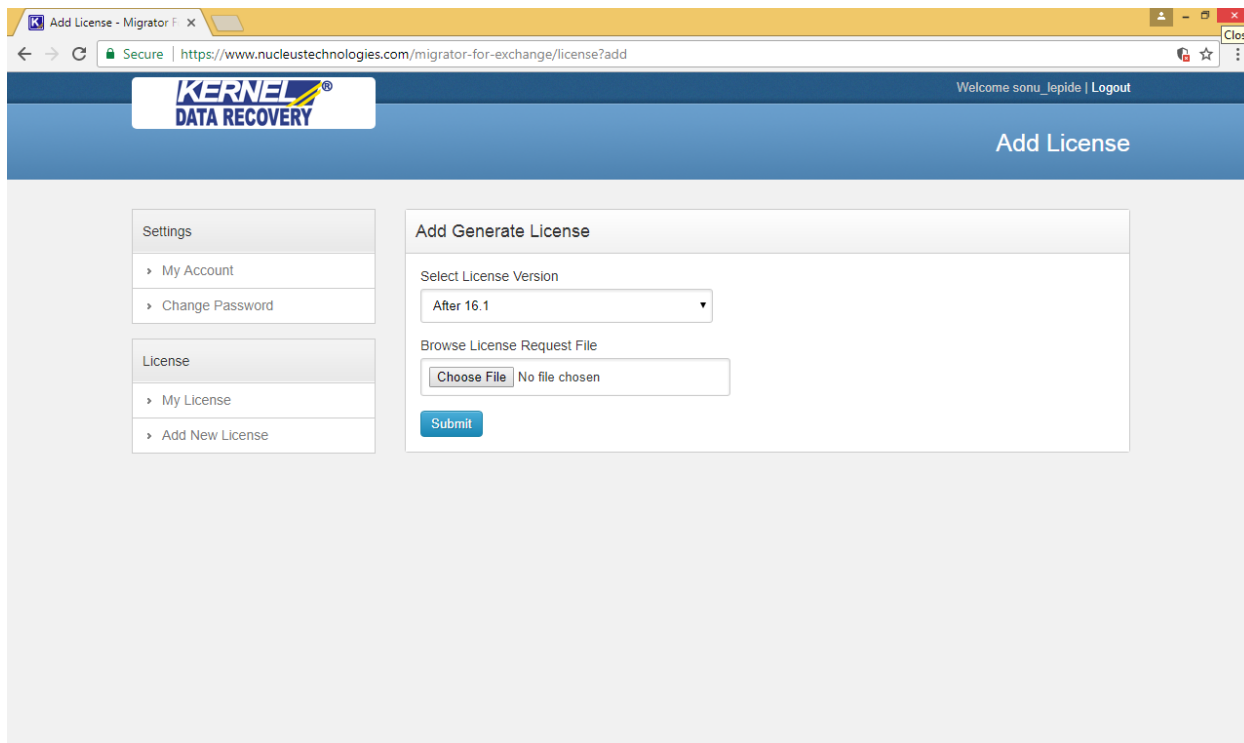 Add License - Migrator F
Clos
Secure | https://www.nucleustechnologies.com/migrator-for-exchange/license?add
KERNEL®
DATA RECOVERY
Welcome sonu_lepide | Logout
Add License
Settings
My Account
Change Password
License
My License
Add New License
Add Generate License
Select License Version
After 16.1
Browse License Request File
Choose File No file chosen
Submit